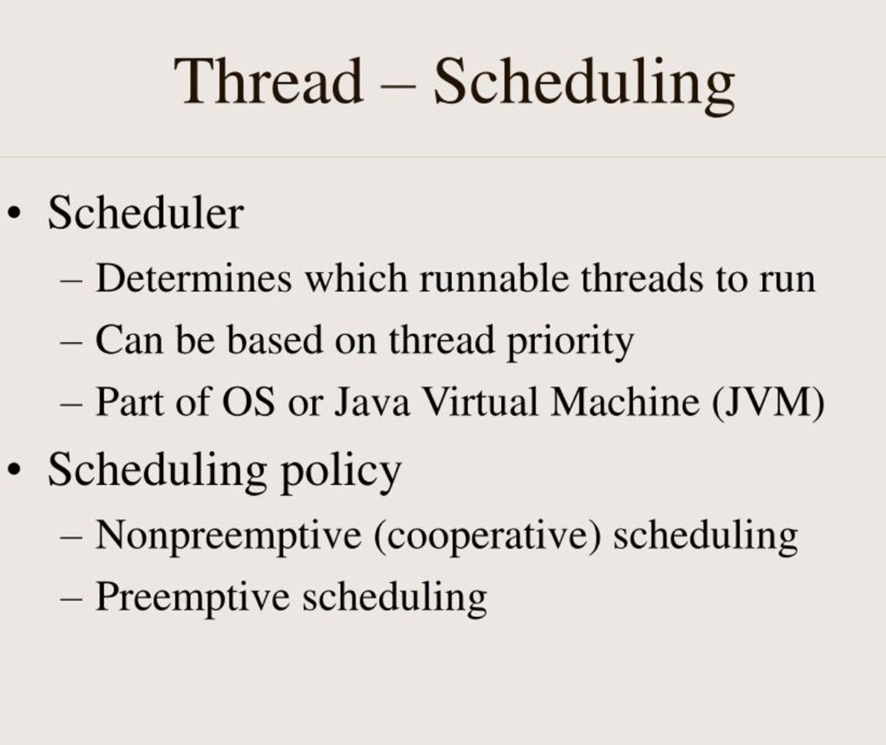 Thread – Scheduling
• Scheduler
– Determines which runnable threads to run
– Can be based on thread priority
– Part of OS or Java Virtual Machine (JVM)
• Scheduling policy
– Nonpreemptive (cooperative) scheduling
– Preemptive scheduling